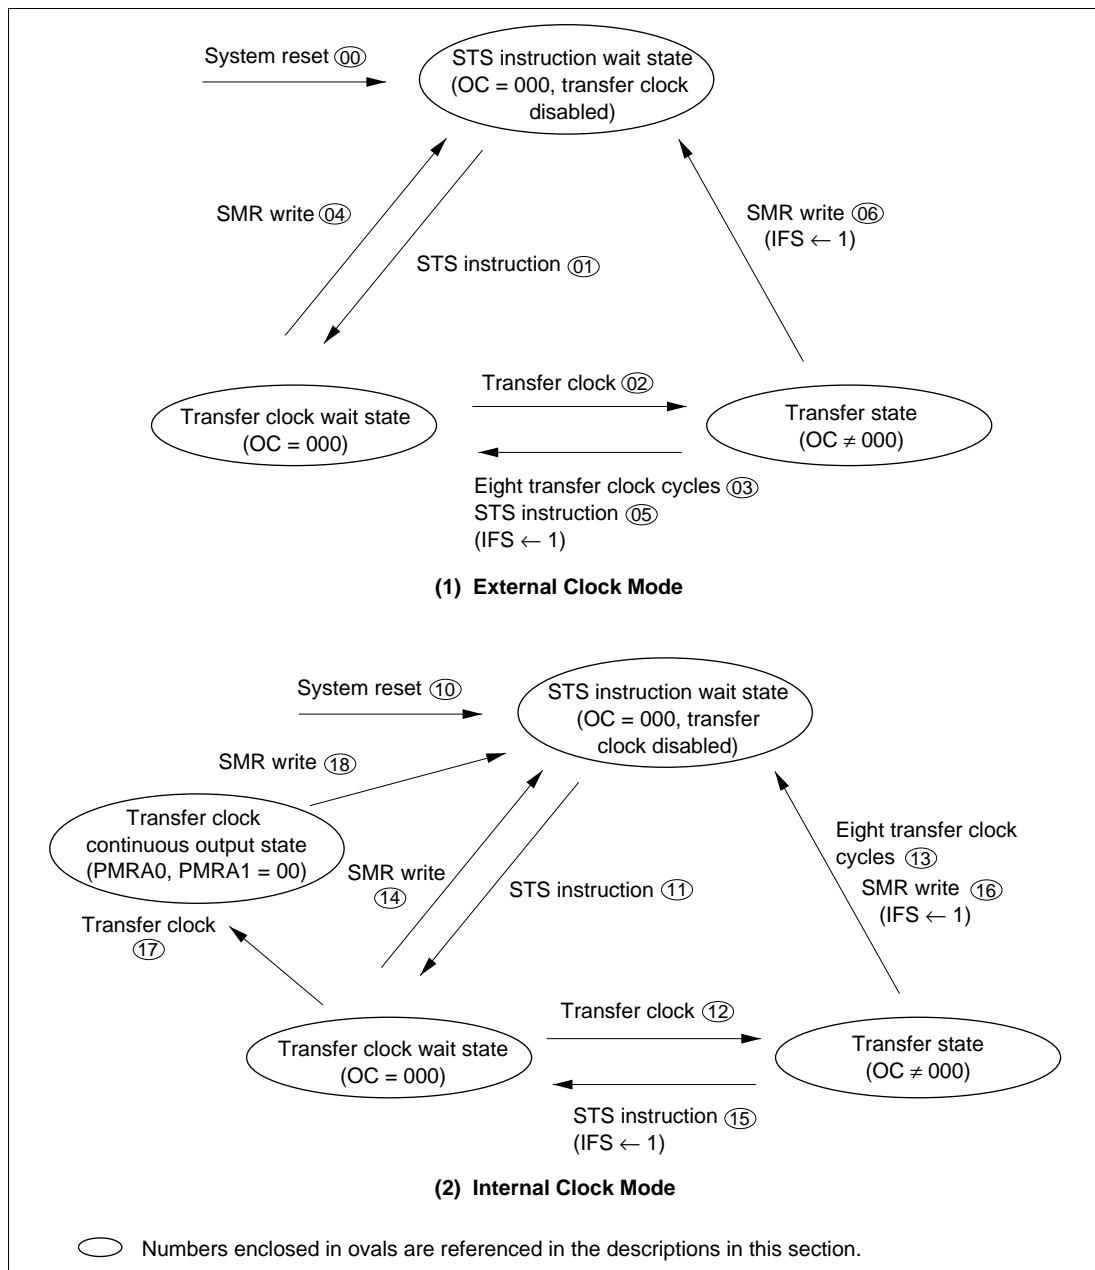 System reset 00
STS instruction wait state
(OC = 000, transfer clock
disabled)
SMR write 04
SMR write 06
(IFS ← 1)
STS instruction 01
Transfer clock 02
Transfer clock wait state
(OC = 000)
Transfer state
(OC ≠ 000)
Eight transfer clock cycles 03
STS instruction 05
(IFS ← 1)
(1) External Clock Mode
System reset 10
STS instruction wait state
(OC = 000, transfer
clock disabled)
SMR write 18
Transfer clock
continuous output state
(PMRA0, PMRA1 = 00)
SMR write
14
STS instruction 11
Eight transfer clock
cycles 13
SMR write 16
(IFS ← 1)
Transfer clock
17
Transfer clock 12
Transfer clock wait state
(OC = 000)
Transfer state
(OC ≠ 000)
STS instruction 15
(IFS ← 1)
(2) Internal Clock Mode
Numbers enclosed in ovals are referenced in the descriptions in this section.